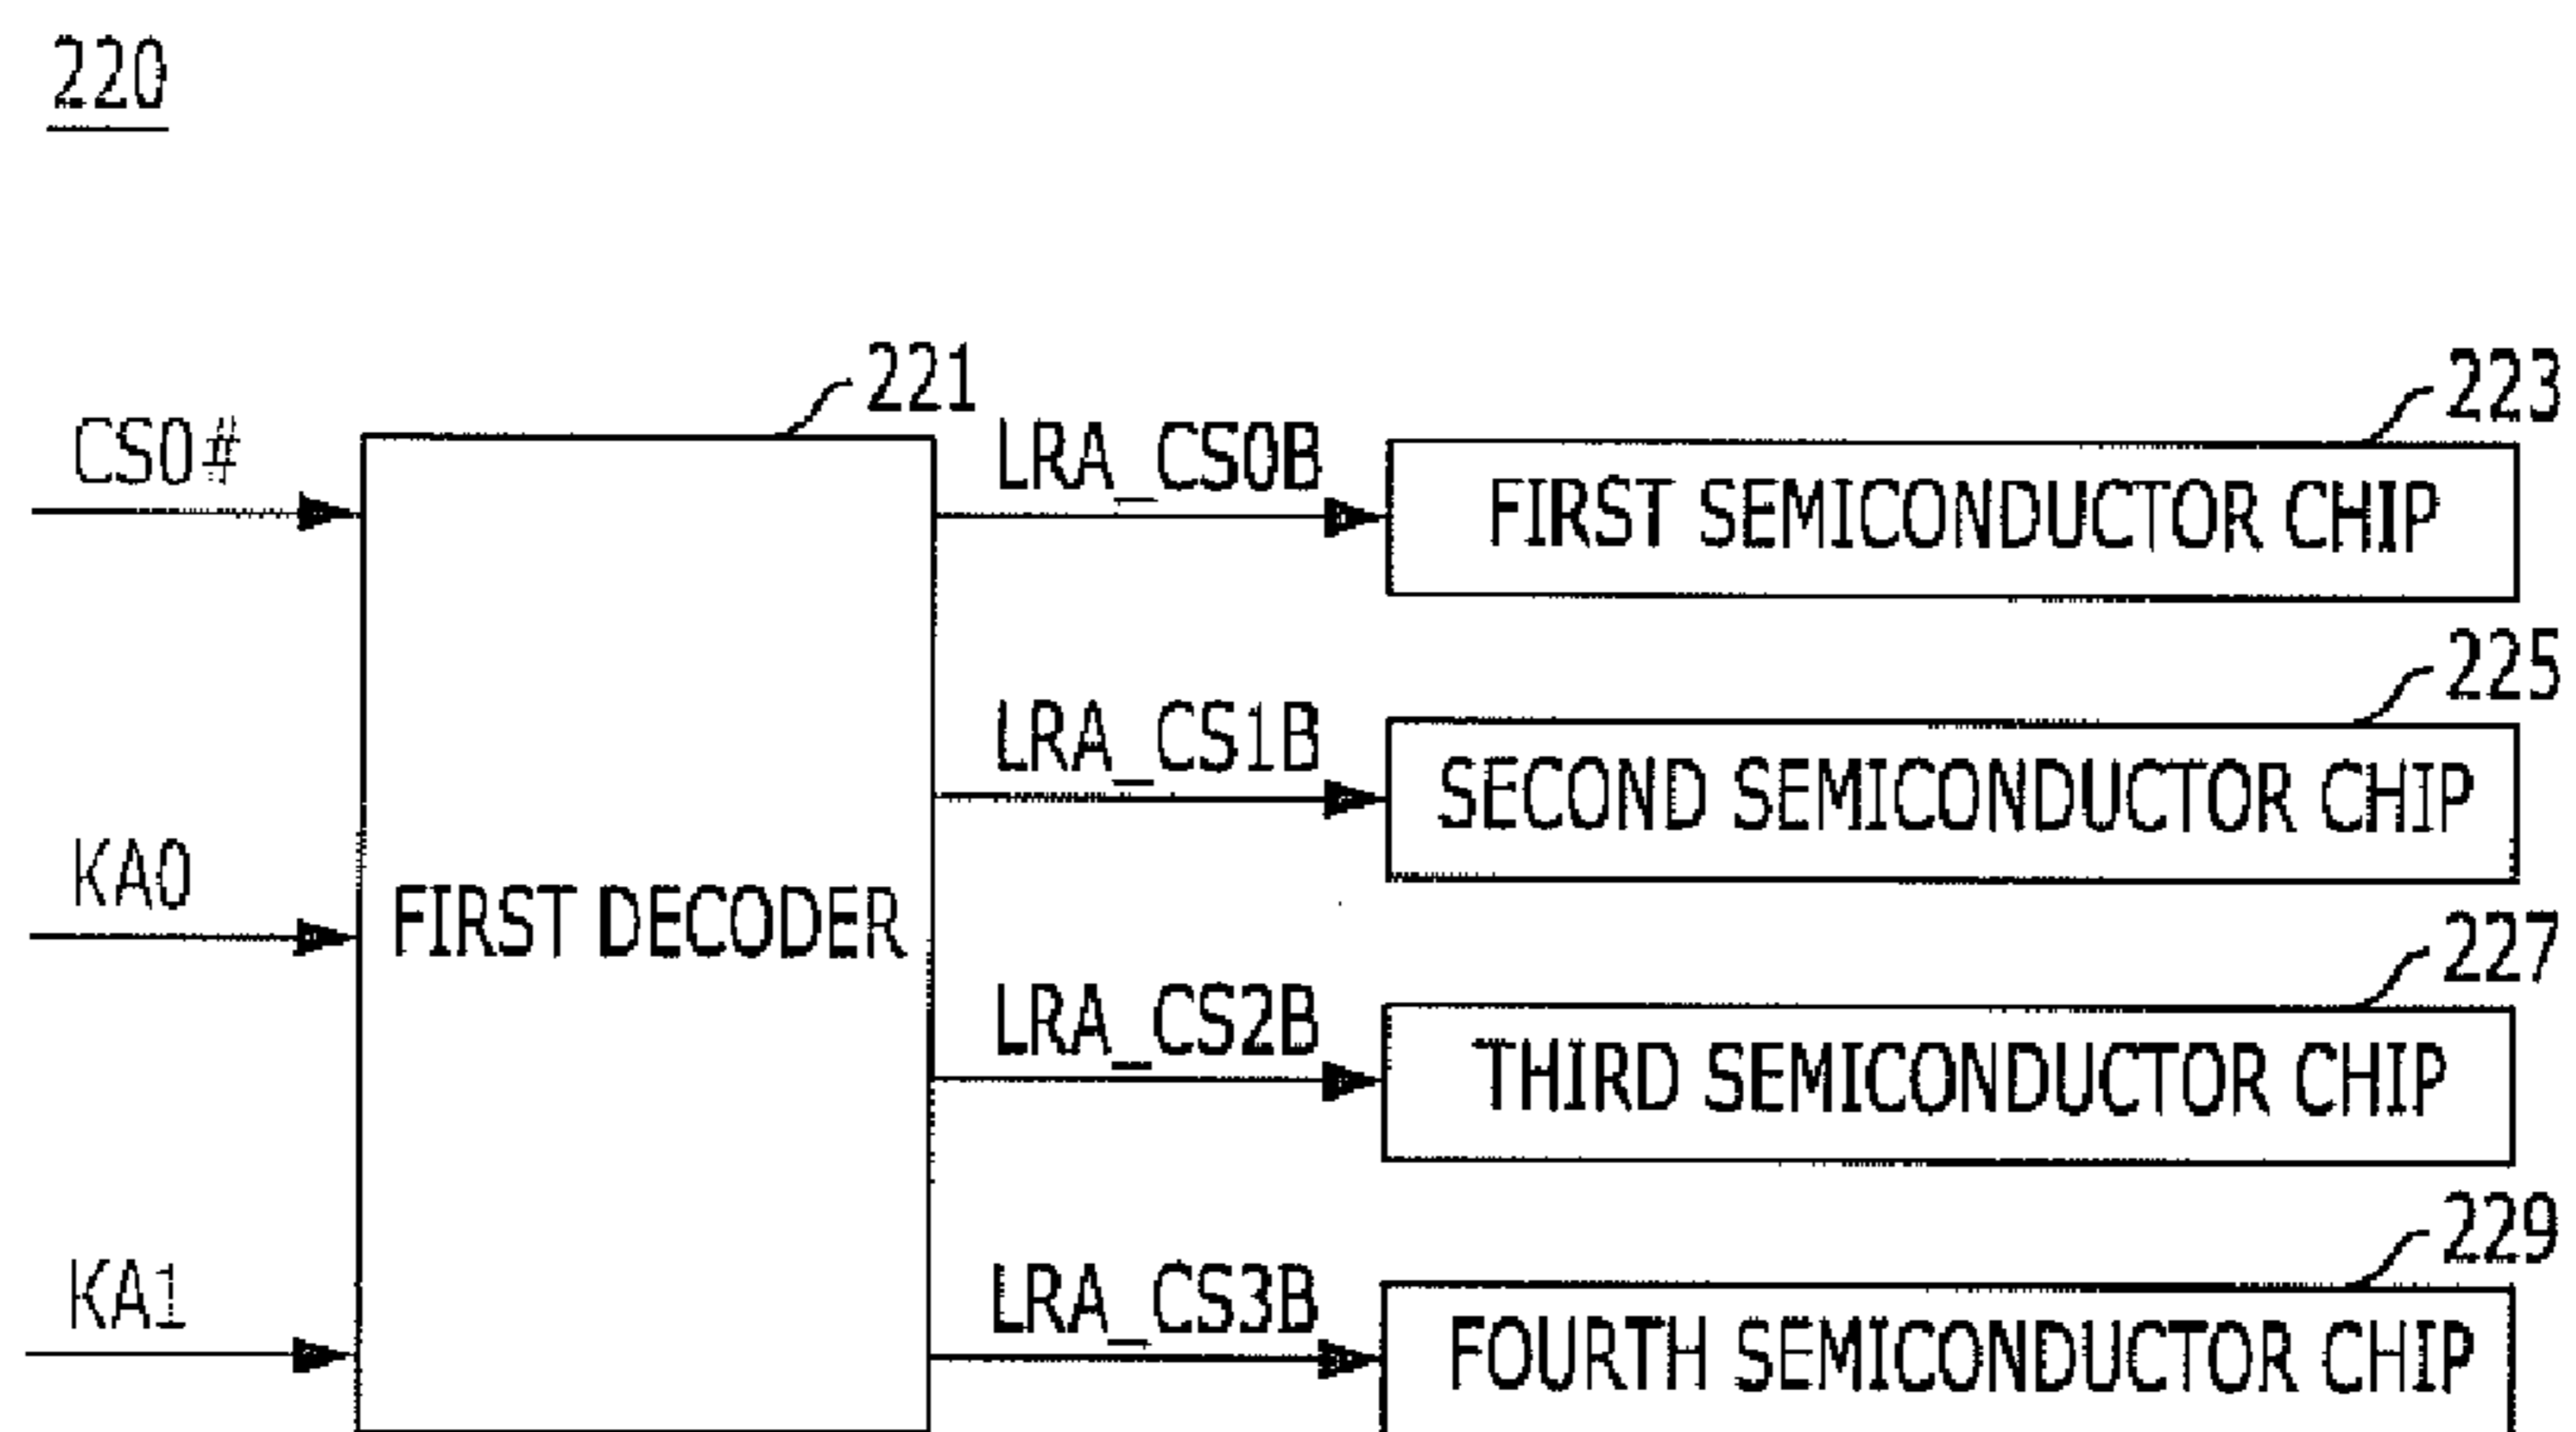 220
221
223
CS0#
LRA_CS0B
FIRST SEMICONDUCTOR CHIP
225
LRA_CS1B
SECOND SEMICONDUCTOR CHIP
KA0
FIRST DECODER
227
LRA_CS2B
THIRD SEMICONDUCTOR CHIP
229
KA1
LRA_CS3B
FOURTH SEMICONDUCTOR CHIP